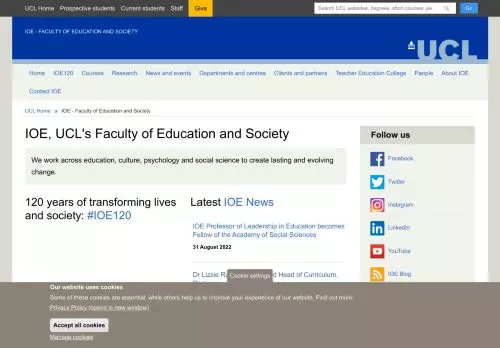 UCL Home Prospective students Current students Staff Give
Search UCL websites, degrees, short courses, pe Go
IOE - FACULTY OF EDUCATION AND SOCIETY
UCL
Home IOE120 Courses Research News and events Departments and centres Clients and partners Teacher Education College People About IOE
Contact IOE
UCL Home » IOE - Faculty of Education and Society
IOE, UCL's Faculty of Education and Society
We work across education, culture, psychology and social science to create lasting and evolving
change.
120 years of transforming lives
and society: #IOE120
Latest IOE News
IOE Professor of Leadership in Education becomes
Fellow of the Academy of Social Sciences
31 August 2022
Dr Lizzie
Head of Curriculum,
Follow us
Facebook
Twitter
Instagram
LinkedIn
YouTube
IOE Blog
Cookie settings
Our website uses cookies
Some of these cookies are essential, while others help us to improve your experience of our website. Find out more.
Privacy Policy (opens in new window)
Accept all cookies
Manage cookies